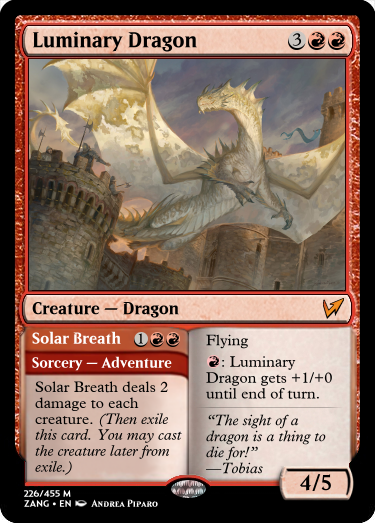 Luminary Dragon 3
Creature — Dragon
Solar Breath 1
Sorcery — Adventure
Solar Breath deals 2
damage to each
creature. (Then exile
this card. You may cast
the creature later from
exile.)
Flying
: Luminary
Dragon gets +1/+0
until end of turn.
“The sight of a
dragon is a thing to
die for!”
—Tobias
4/5
226/455 M
ZANG • EN Andrea Piparo